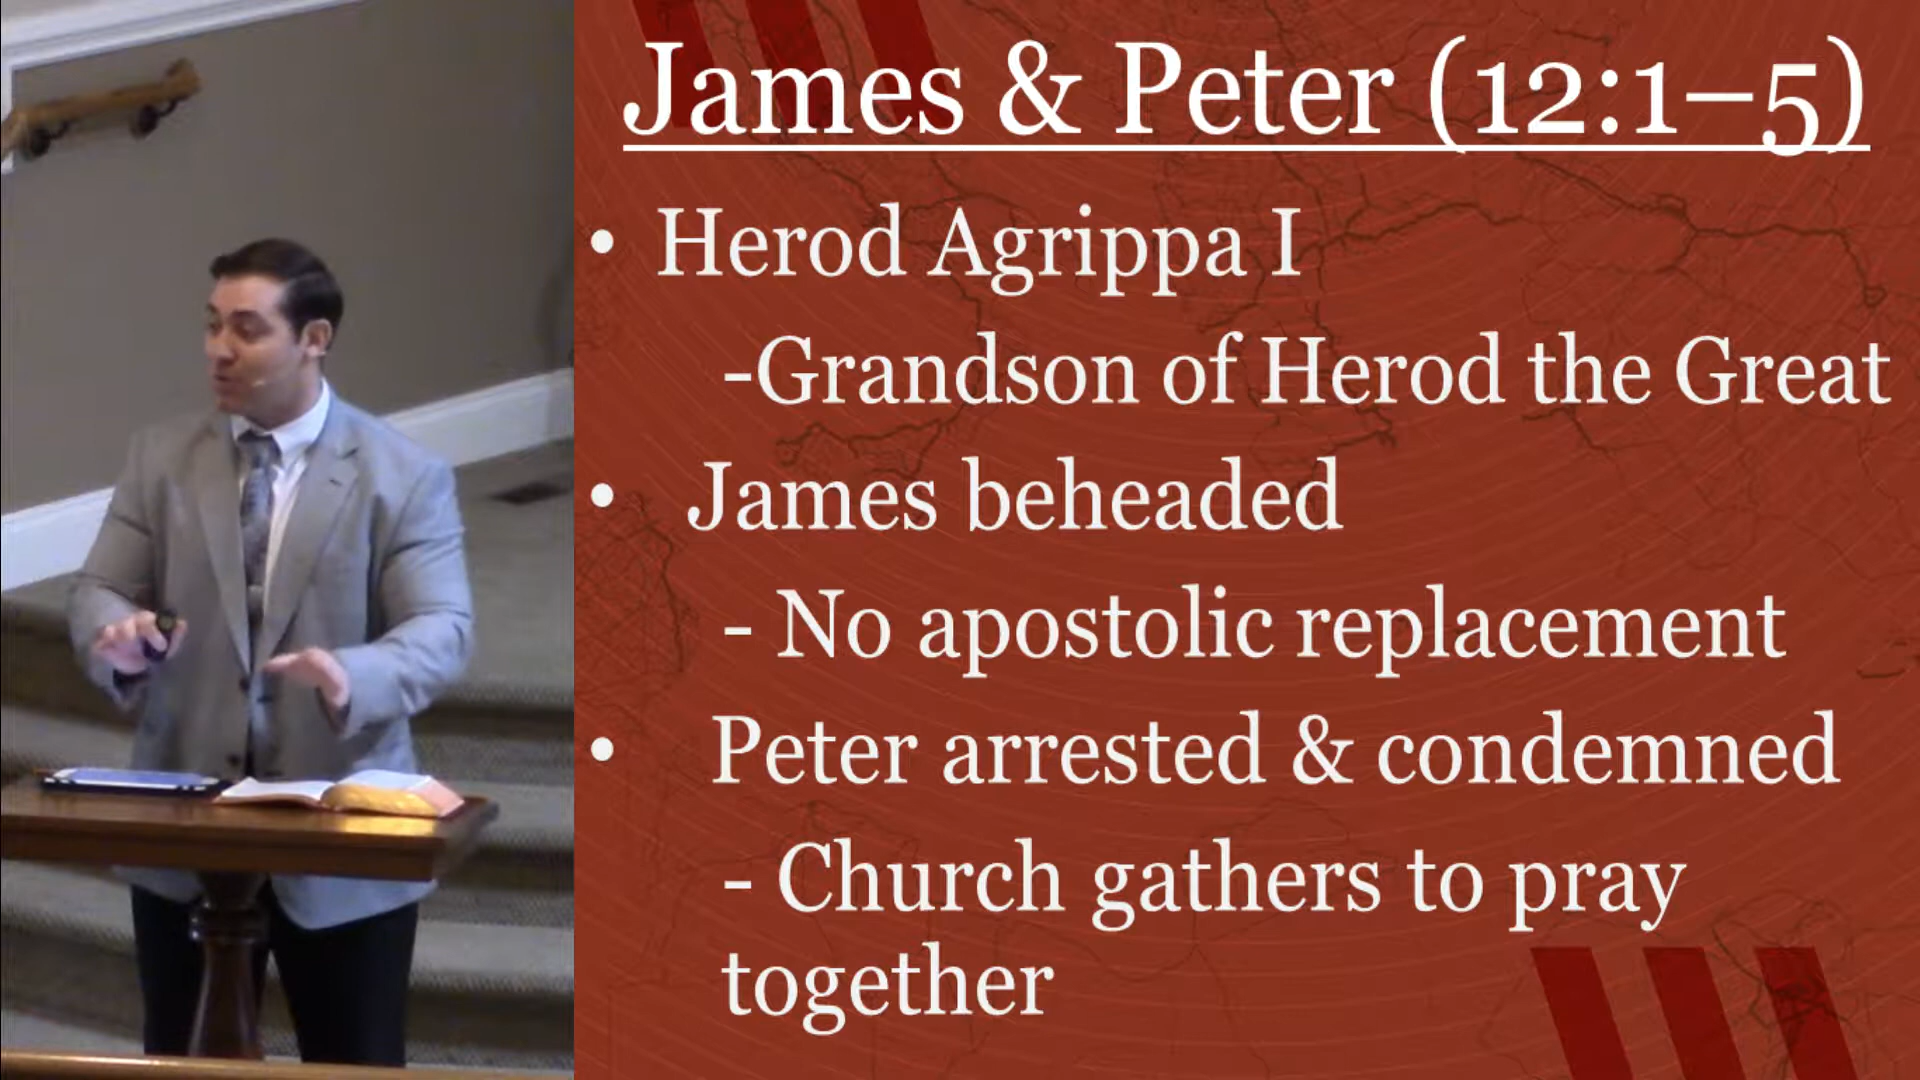 James & Peter (12:1–5)
• Herod Agrippa I
-Grandson of Herod the Great
• James beheaded
- No apostolic replacement
• Peter arrested & condemned
- Church gathers to pray
together